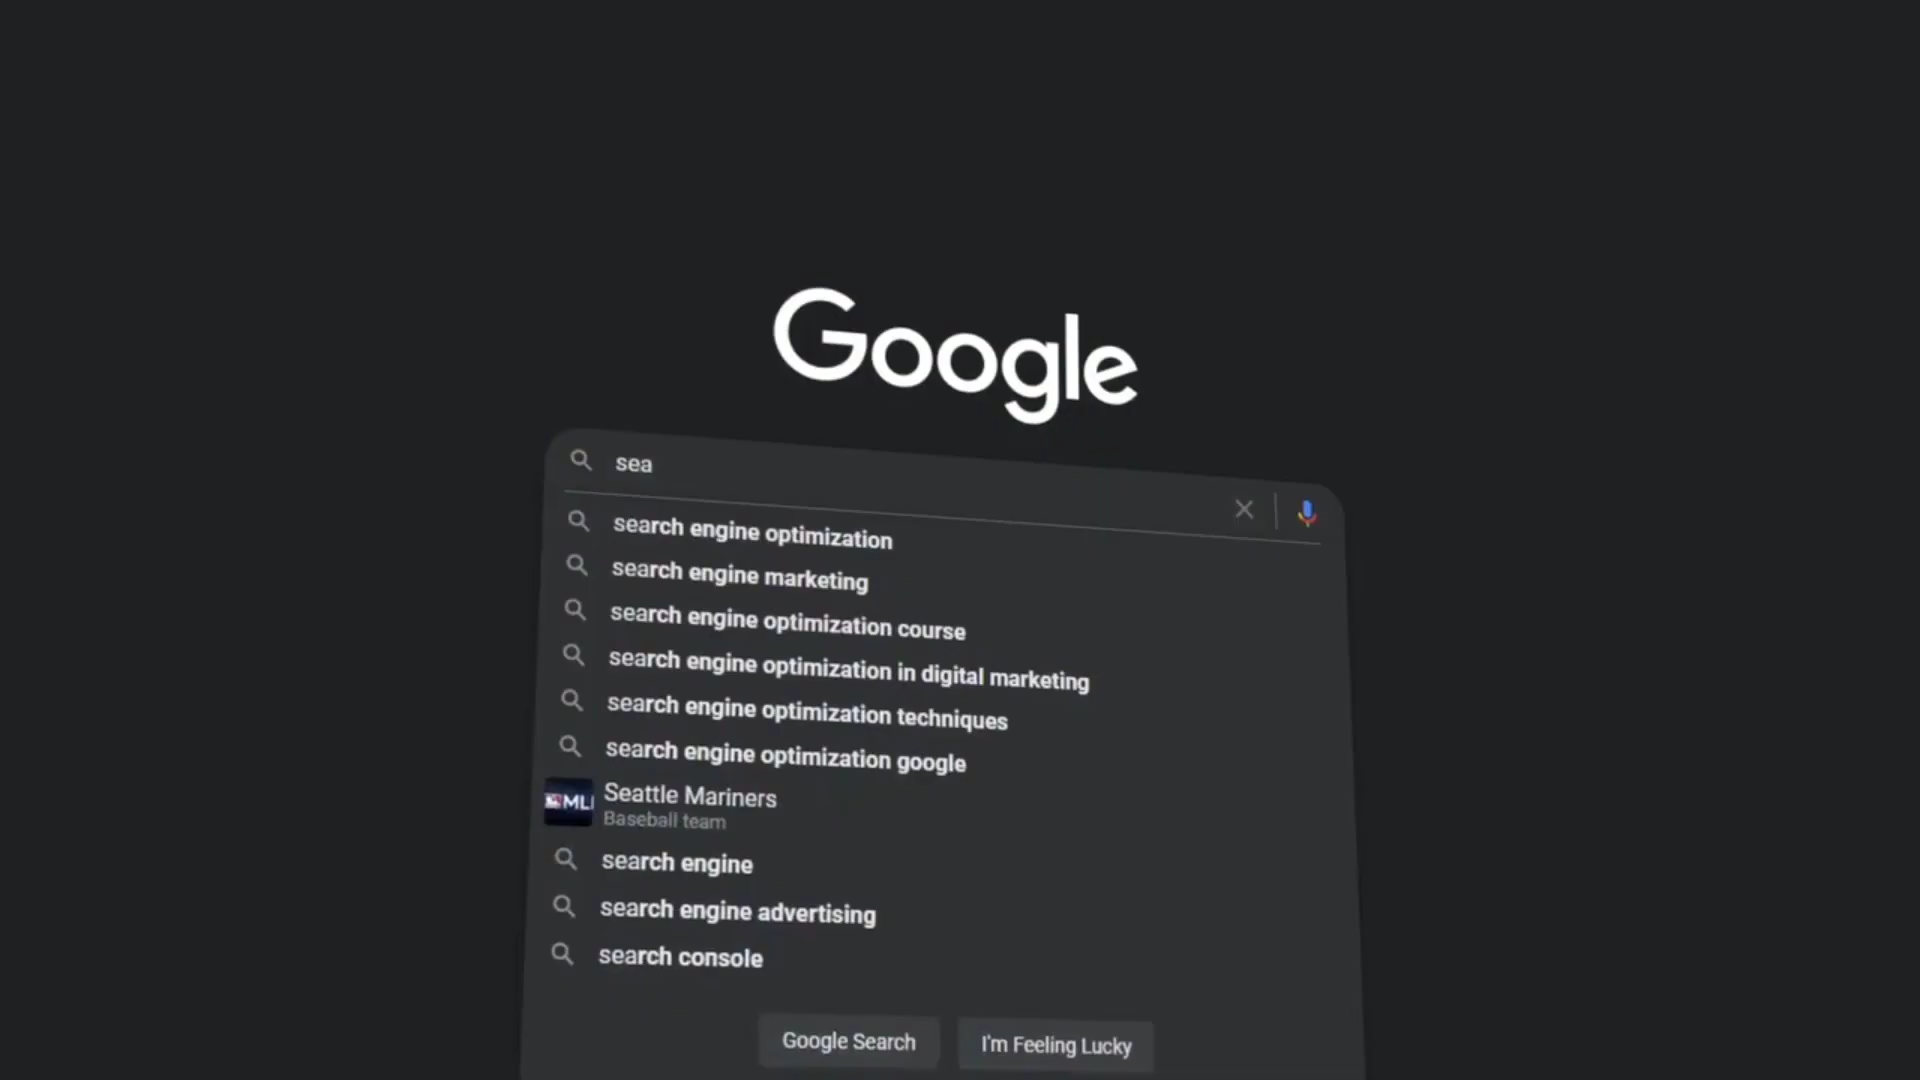 Google
sea
search engine optimization
search engine marketing
search engine optimization course
search engine optimization in digital marketing
search engine optimization techniques
search engine optimization google
MLB
Seattle Mariners
Baseball team
search engine
search engine advertising
search console
Google Search
I'm Feeling Lucky